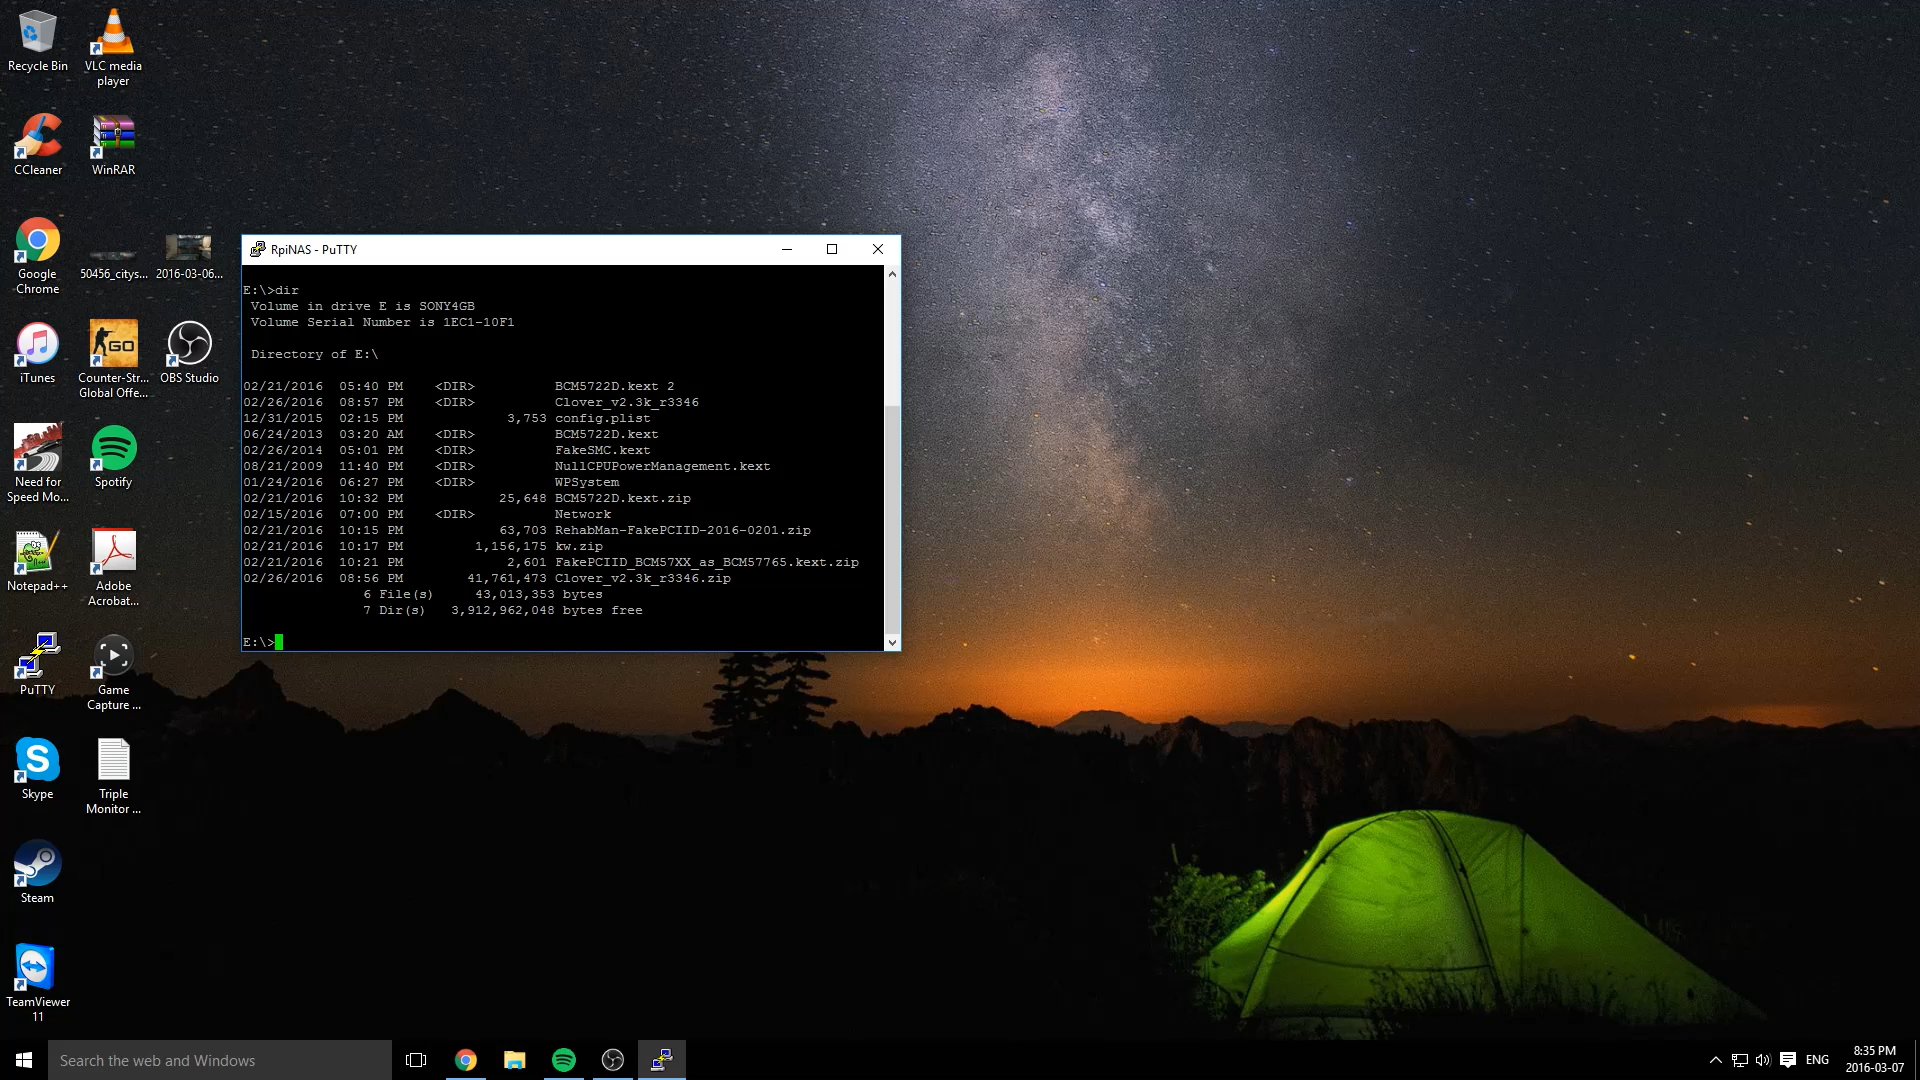 Recycle Bin
VLC media
player
CCleaner
WinRAR
Google
Chrome
50456_citys...
2016-03-06...
iTunes
Counter-Str...
Global Offe...
OBS Studio
Need for
Speed Mo...
Spotify
Notepad++
Adobe
Acrobat...
PuTTY
Game
Capture ...
Skype
Triple
Monitor ...
Steam
TeamViewer
11
RpiNAS - PuTTY
E:\>dir
Volume in drive E is SONY4GB
Volume Serial Number is 1EC1-10F1
Directory of E:\
02/21/2016  05:40 PM    <DIR>          BCM5722D.kext 2
02/26/2016  08:57 PM    <DIR>          Clover_v2.3k_r3346
12/31/2015  02:15 PM             3,753 config.plist
06/24/2013  03:20 AM    <DIR>          BCM5722D.kext
02/26/2014  05:01 PM    <DIR>          FakeSMC.kext
08/21/2009  11:40 PM    <DIR>          NullCPUPowerManagement.kext
01/24/2016  06:27 PM    <DIR>          WPSystem
02/21/2016  10:32 PM            25,648 BCM5722D.kext.zip
02/15/2016  07:00 PM    <DIR>          Network
02/21/2016  10:15 PM            63,703 RehabMan-FakePCIID-2016-0201.zip
02/21/2016  10:17 PM         1,156,175 kw.zip
02/21/2016  10:21 PM             2,601 FakePCIID_BCM57XX_as_BCM57765.kext.zip
02/26/2016  08:56 PM        41,761,473 Clover_v2.3k_r3346.zip
6 File(s)     43,013,353 bytes
7 Dir(s)   3,912,962,048 bytes free
E:\>
Search the web and Windows
ENG
8:35 PM
2016-03-07